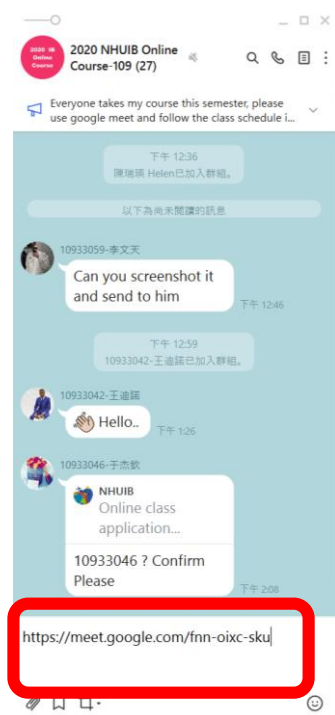 2020 IB
Online
Course
2020 NHUIB Online
Course-109 (27)
Everyone takes my course this semester, please
use google meet and follow the class schedule i...
下午 12:36
陳瑞瑛 Helen已加入群組。
以下為尚未閱讀的訊息
10933059-李文天
Can you screenshot it
and send to him
下午 12:46
下午 12:59
10933042-王迪諾已加入群組。
10933042-王迪諾
Hello..
下午 1:26
10933046-于杰欽
NHUIB
Online class
application...
10933046 ? Confirm
Please
下午 2:08
https://meet.google.com/fnn-oixc-sku